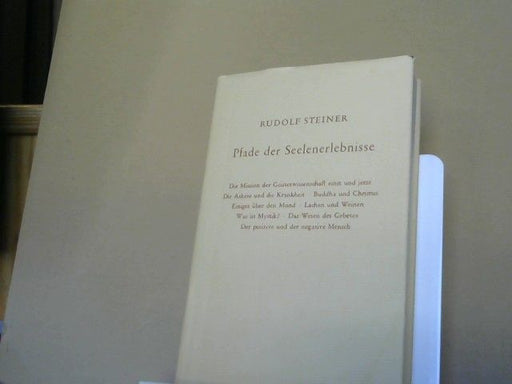 RUDOLF STEINER
Pfade der Seelenerlebnisse
Die Mission der Geisteswissenschaft einst und jetzt
Die Askese und die Krankheit · Buddha und Christus
Einiges über den Mond · Lachen und Weinen
Was ist Mystik? · Das Wesen des Gebetes
Der positive und der negative Mensch